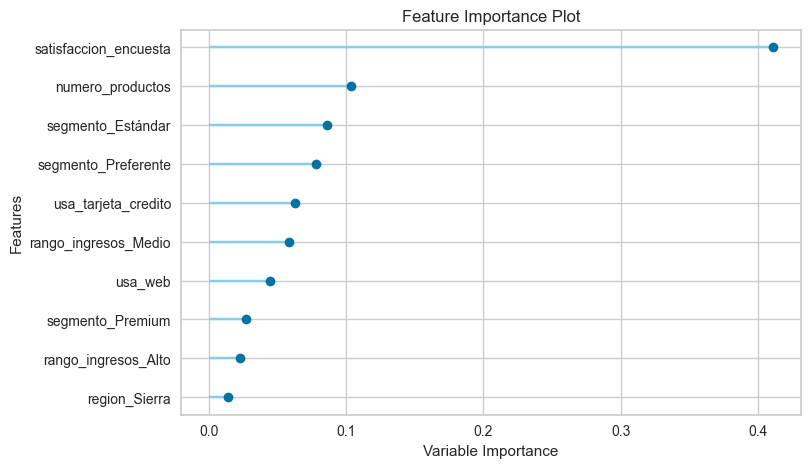 Feature Importance Plot
satisfaccion_encuesta
numero_productos
segmento_Estándar
segmento_Preferente
usa_tarjeta_credito
rango_ingresos_Medio
usa_web
segmento_Premium
rango_ingresos_Alto
region_Sierra
Features
0.0 0.1 0.2 0.3 0.4
Variable Importance